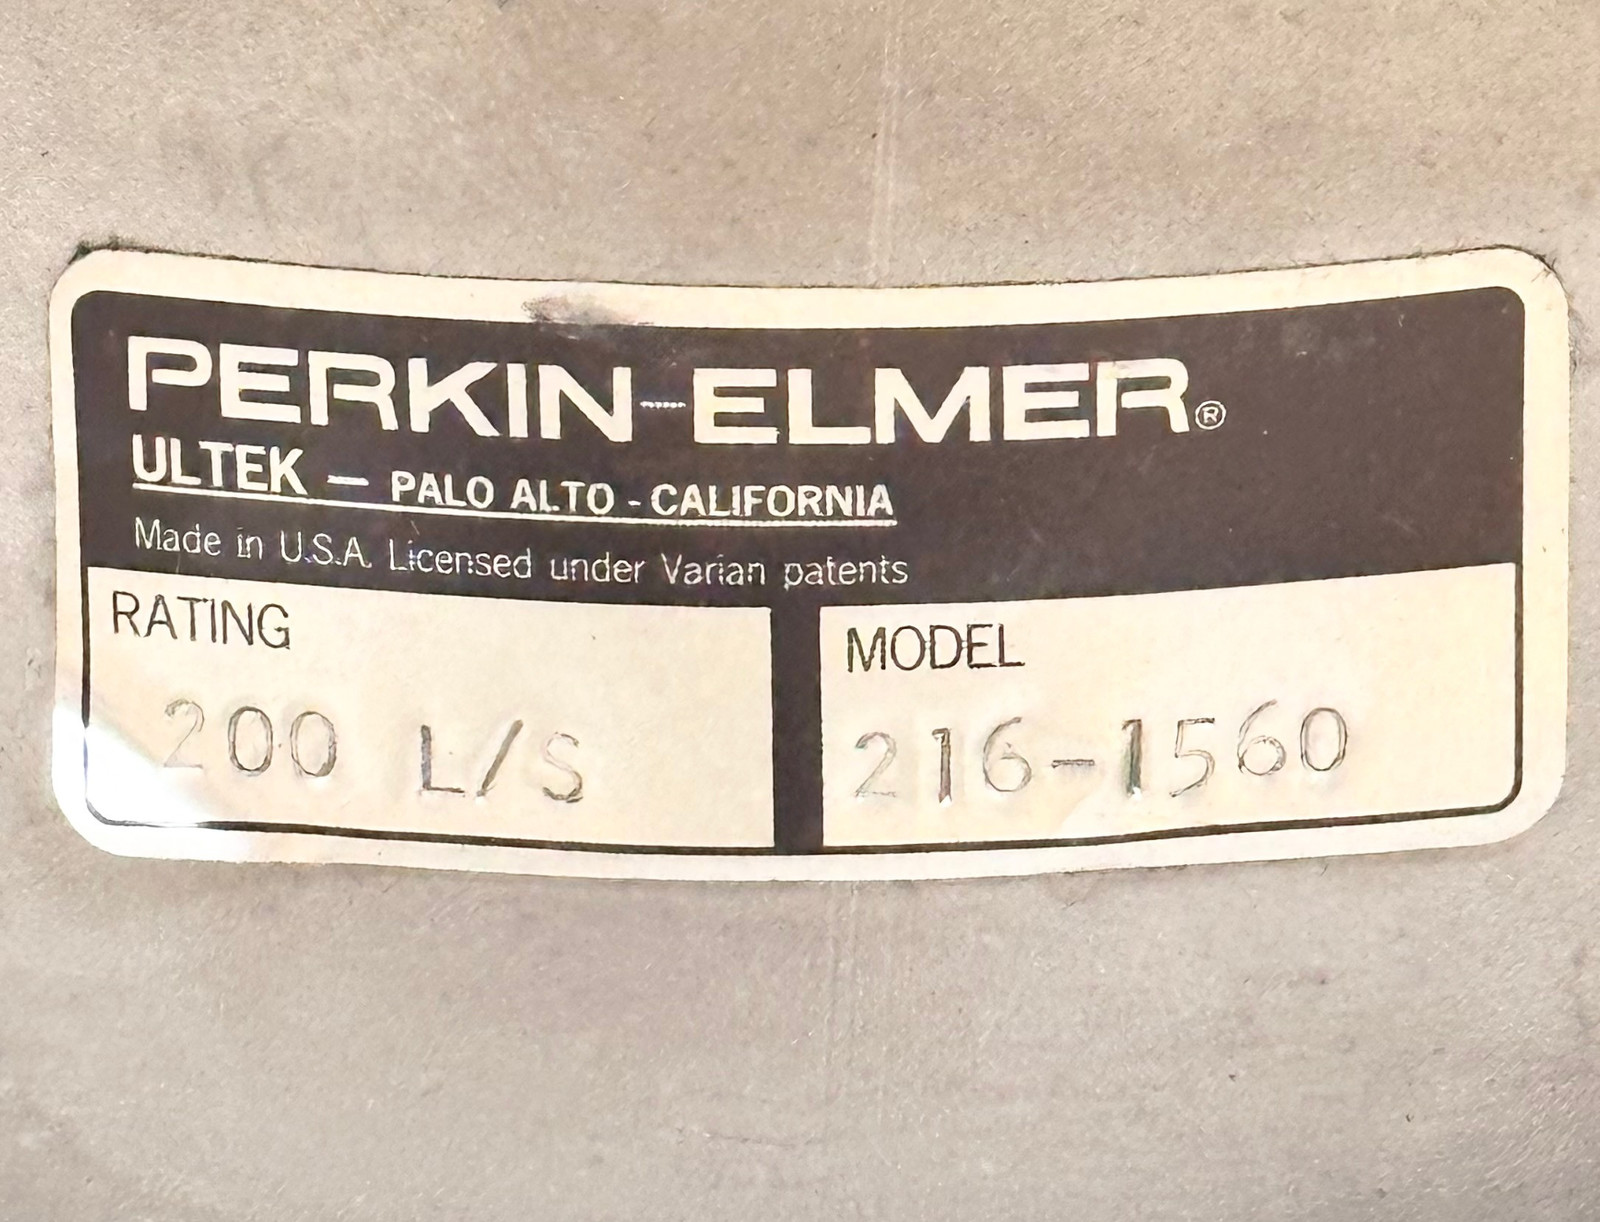 PERKIN-ELMER®
ULTEK — PALO ALTO - CALIFORNIA
Made in U.S.A. Licensed under Varian patents
RATING
200 L/S
MODEL
216-1560